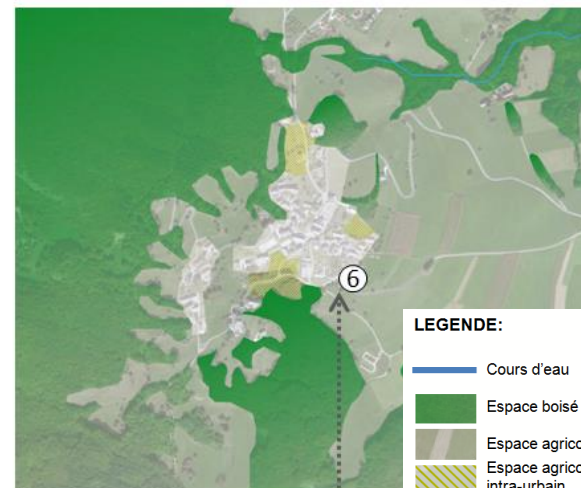 6
LEGENDE:
Cours d'eau
Espace boisé
Espace agrico
Espace agrico
intra-urbain